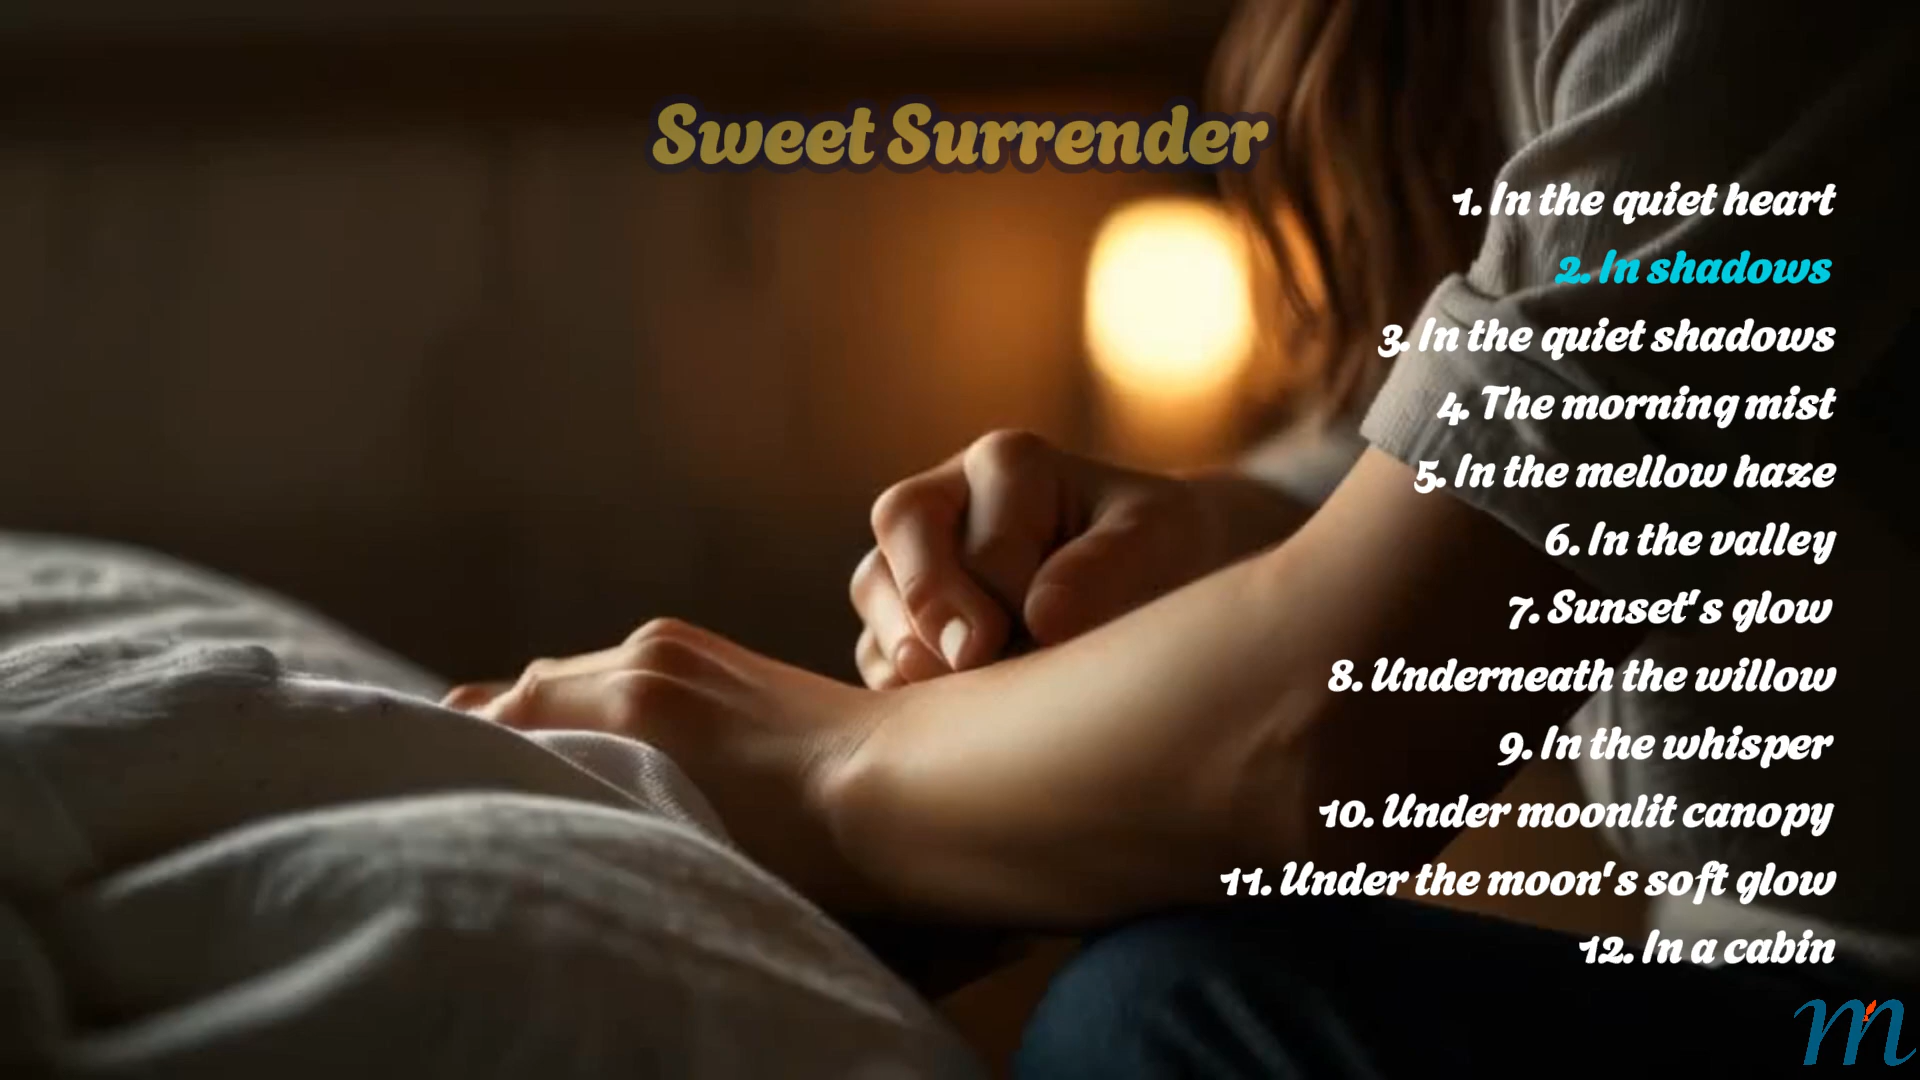 Sweet Surrender
1. In the quiet heart
2. In shadows
3. In the quiet shadows
4. The morning mist
5. In the mellow haze
6. In the valley
7. Sunset's glow
8. Underneath the willow
9. In the whisper
10. Under moonlit canopy
11. Under the moon's soft glow
12. In a cabin
m